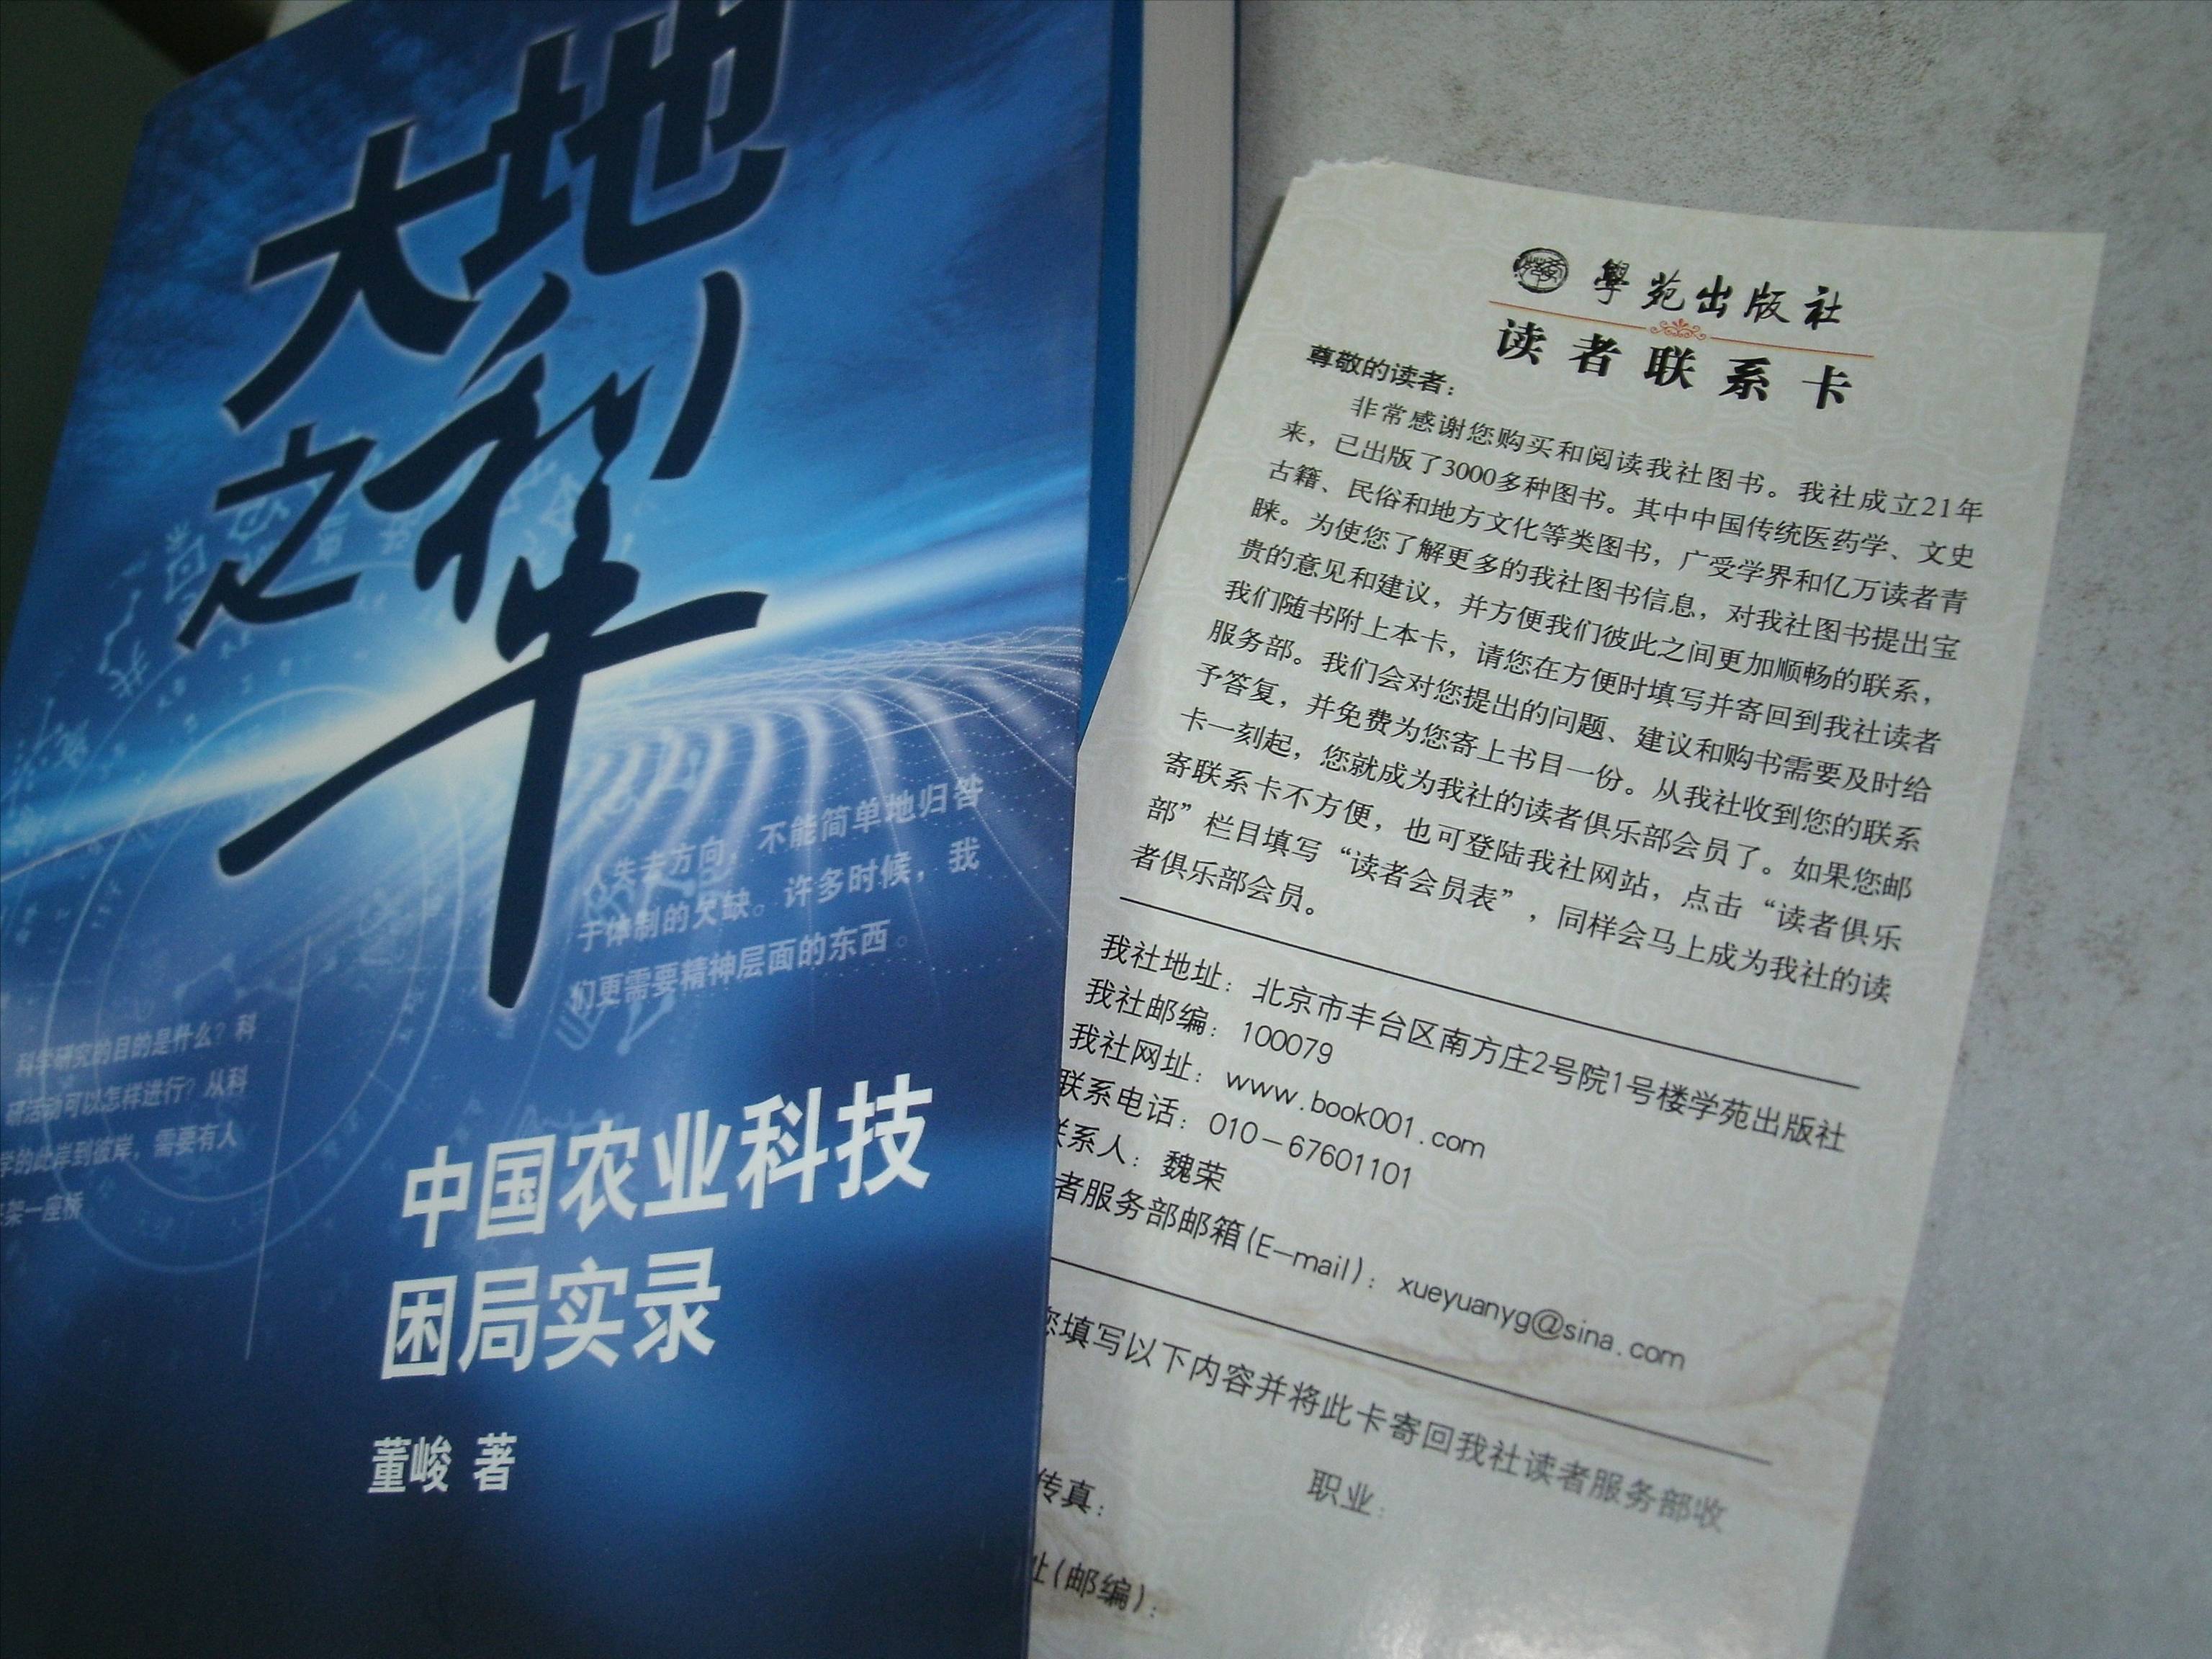 大地
之犁
失去方向，不能简单地归咎
于体制的欠缺。许多时候，我
们更需要精神层面的东西。
科学研究的目的是什么？科
研活动可以怎样进行？从科
学的此岸到彼岸，需要有人
架一座桥
中国农业科技
困局实录
董峻 著
學苑出版社
读者联系卡
尊敬的读者：
非常感谢您购买和阅读我社图书。我社成立21年
来，已出版了3000多种图书。其中中国传统医药学、文史
古籍、民俗和地方文化等类图书，广受学界和亿万读者青
睐。为使您了解更多的我社图书信息，对我社图书提出宝
贵的意见和建议，并方便我们彼此之间更加顺畅的联系，
我们随书附上本卡，请您在方便时填写并寄回到我社读者
服务部。我们会对您提出的问题、建议和购书需要及时给
予答复，并免费为您寄上书目一份。从我社收到您的联系
卡一刻起，您就成为我社的读者俱乐部会员了。如果您邮
寄联系卡不方便，也可登陆我社网站，点击“读者俱乐
部”栏目填写“读者会员表”，同样会马上成为我社的读
者俱乐部会员。
我社地址：北京市丰台区南方庄2号院1号楼学苑出版社
我社邮编：100079
我社网址：www.book001.com
联系电话：010-67601101
联系人：魏荣
者服务部邮箱(E-mail)：xueyuanyg@sina.com
您填写以下内容并将此卡寄回我社读者服务部收
传真： 职业：
址(邮编)：